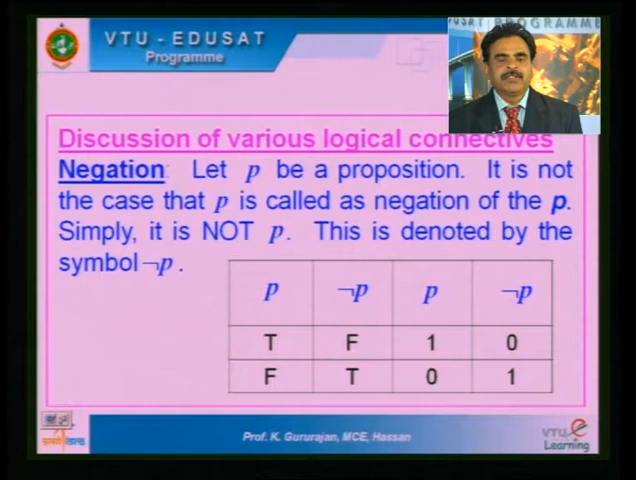 VTU - EDUSAT
Programme
PROGRAMME
Discussion of various logical connectives
Negation: Let p be a proposition. It is not
the case that p is called as negation of the p.
Simply, it is NOT p. This is denoted by the
symbol ¬p.
p ¬p p ¬p
T F 1 0
F T 0 1
Prof. K. Gururajan, MCE, Hassan
VTU e
Learning